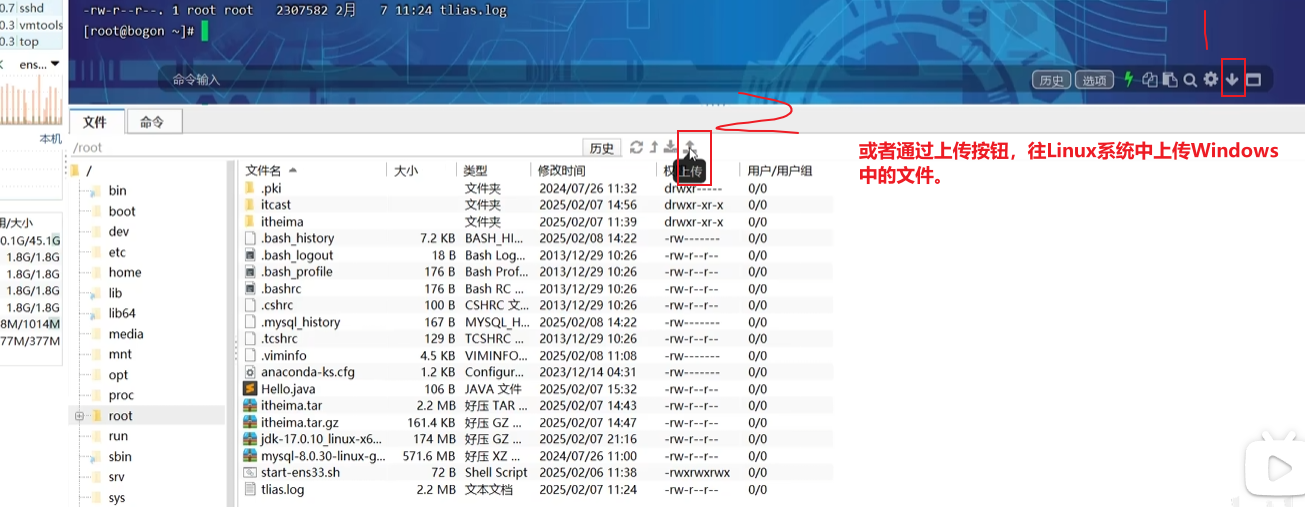 0.7 sshd
0.3 vmtools
0.3 top
ens...
本机
用/大小
0.1G/45.1G
1.8G/1.8G
1.8G/1.8G
1.8G/1.8G
1.8G/1.8G
8M/1014M
77M/377M
-rw-r--r--. 1 root root 2307582 2月 7 11:24 tlias.log
[root@bogon ~]#
命令输入
历史 选项
文件 命令
/root
历史
上传
或者通过上传按钮，往Linux系统中上传Windows
中的文件。
/
bin
boot
dev
etc
home
lib
lib64
media
mnt
opt
proc
root
run
sbin
srv
sys
文件名 大小 类型 修改时间 权 用户/用户组
.pki 文件夹 2024/07/26 11:32 drwxr----- 0/0
itcast 文件夹 2025/02/07 14:56 drwxr-xr-x 0/0
itheima 文件夹 2025/02/07 11:39 drwxr-xr-x 0/0
.bash_history 7.2 KB BASH_HI... 2025/02/08 14:22 -rw------- 0/0
.bash_logout 18 B Bash Log... 2013/12/29 10:26 -rw-r--r-- 0/0
.bash_profile 176 B Bash Prof... 2013/12/29 10:26 -rw-r--r-- 0/0
.bashrc 176 B Bash RC ... 2013/12/29 10:26 -rw-r--r-- 0/0
.cshrc 100 B CSHRC 文... 2013/12/29 10:26 -rw-r--r-- 0/0
.mysql_history 167 B MYSQL_H... 2025/02/08 14:22 -rw------- 0/0
.tcshrc 129 B TCSHRC ... 2013/12/29 10:26 -rw-r--r-- 0/0
.viminfo 4.5 KB VIMINFO... 2025/02/08 11:08 -rw------- 0/0
anaconda-ks.cfg 1.2 KB Configur... 2023/12/14 04:31 -rw------- 0/0
Hello.java 106 B JAVA 文件 2025/02/07 15:32 -rw-r--r-- 0/0
itheima.tar 2.2 MB 好压 TAR ... 2025/02/07 14:43 -rw-r--r-- 0/0
itheima.tar.gz 161.4 KB 好压 GZ ... 2025/02/07 14:47 -rw-r--r-- 0/0
jdk-17.0.10_linux-x6... 174 MB 好压 GZ ... 2025/02/07 21:16 -rw-r--r-- 0/0
mysql-8.0.30-linux-g... 571.6 MB 好压 XZ ... 2024/07/26 11:00 -rw-r--r-- 0/0
start-ens33.sh 72 B Shell Script 2025/02/06 11:38 -rwxrwxrwx 0/0
tlias.log 2.2 MB 文本文档 2025/02/07 11:24 -rw-r--r-- 0/0